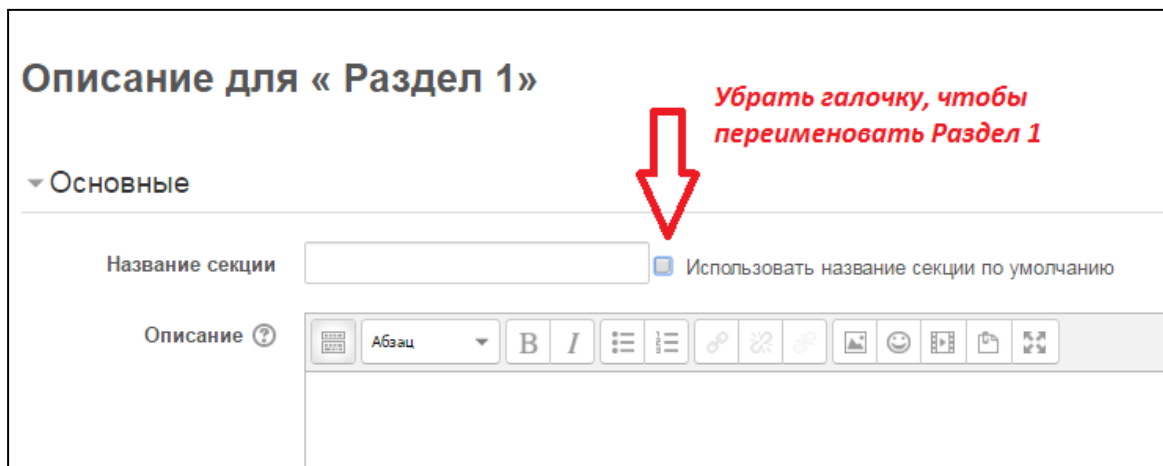 Описание для « Раздел 1»
Убрать галочку, чтобы
переименовать Раздел 1
Основные
Название секции
Использовать название секции по умолчанию
Описание ?
Абзац B I